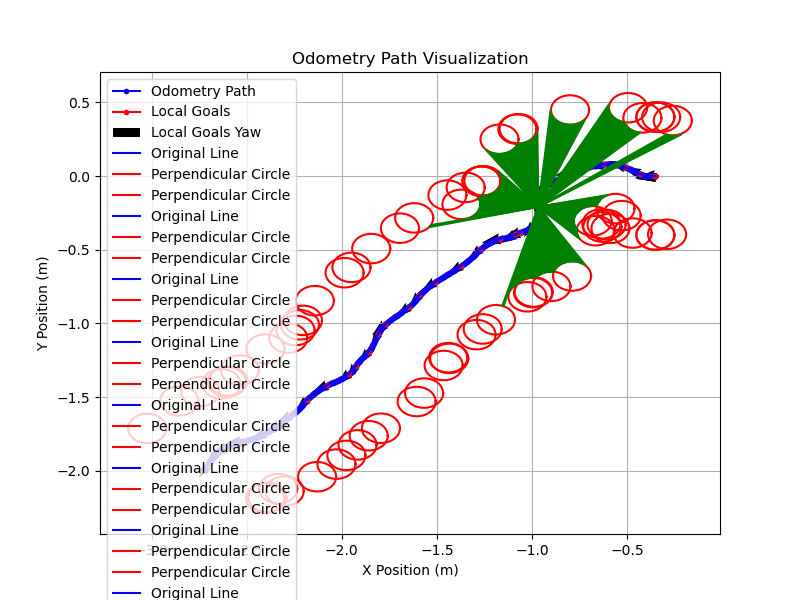 Odometry Path Visualization
Y Position (m)
0.5
0.0
−0.5
−1.0
−1.5
−2.0
Odometry Path
Local Goals
Local Goals Yaw
Original Line
Perpendicular Circle
Perpendicular Circle
Original Line
Perpendicular Circle
Perpendicular Circle
Original Line
Perpendicular Circle
Perpendicular Circle
Original Line
Perpendicular Circle
Perpendicular Circle
Original Line
Perpendicular Circle
Perpendicular Circle
Original Line
Perpendicular Circle
Perpendicular Circle
Original Line
Perpendicular Circle
Perpendicular Circle
Original Line
−2.0
−1.5
−1.0
−0.5
X Position (m)